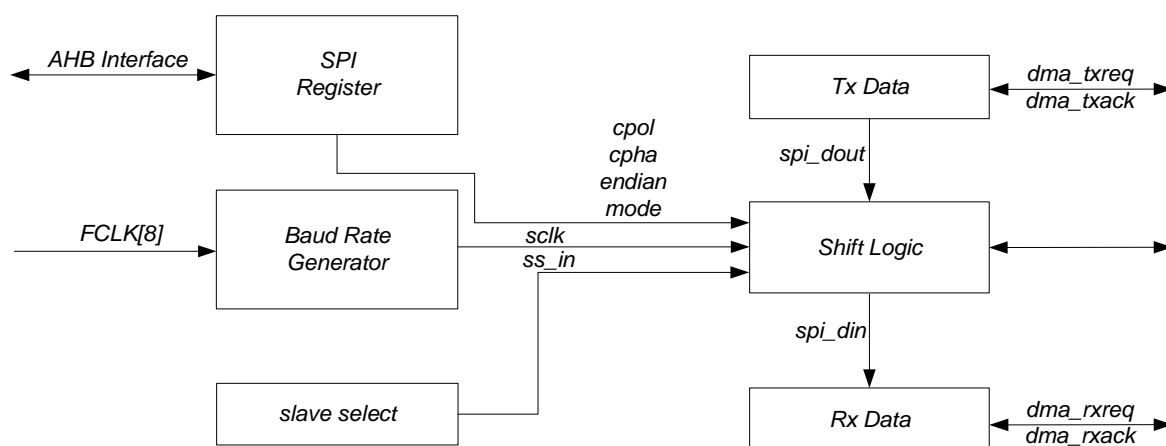 AHB Interface
SPI
Register
Tx Data
dma_txreq
dma_txack
cpol
cpha
endian
mode
spi_dout
FCLK[8]
Baud Rate
Generator
sclk
ss_in
Shift Logic
spi_din
slave select
Rx Data
dma_rxreq
dma_rxack